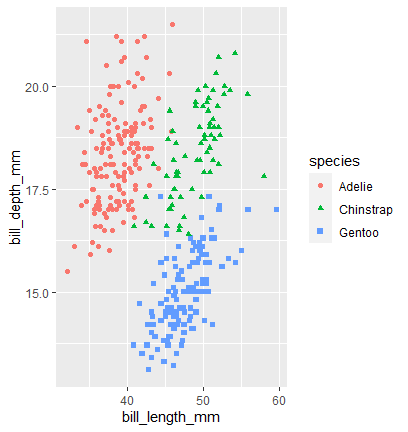 20.0
17.5
15.0
bill_depth_mm
40
50
60
bill_length_mm
species
Adelie
Chinstrap
Gentoo